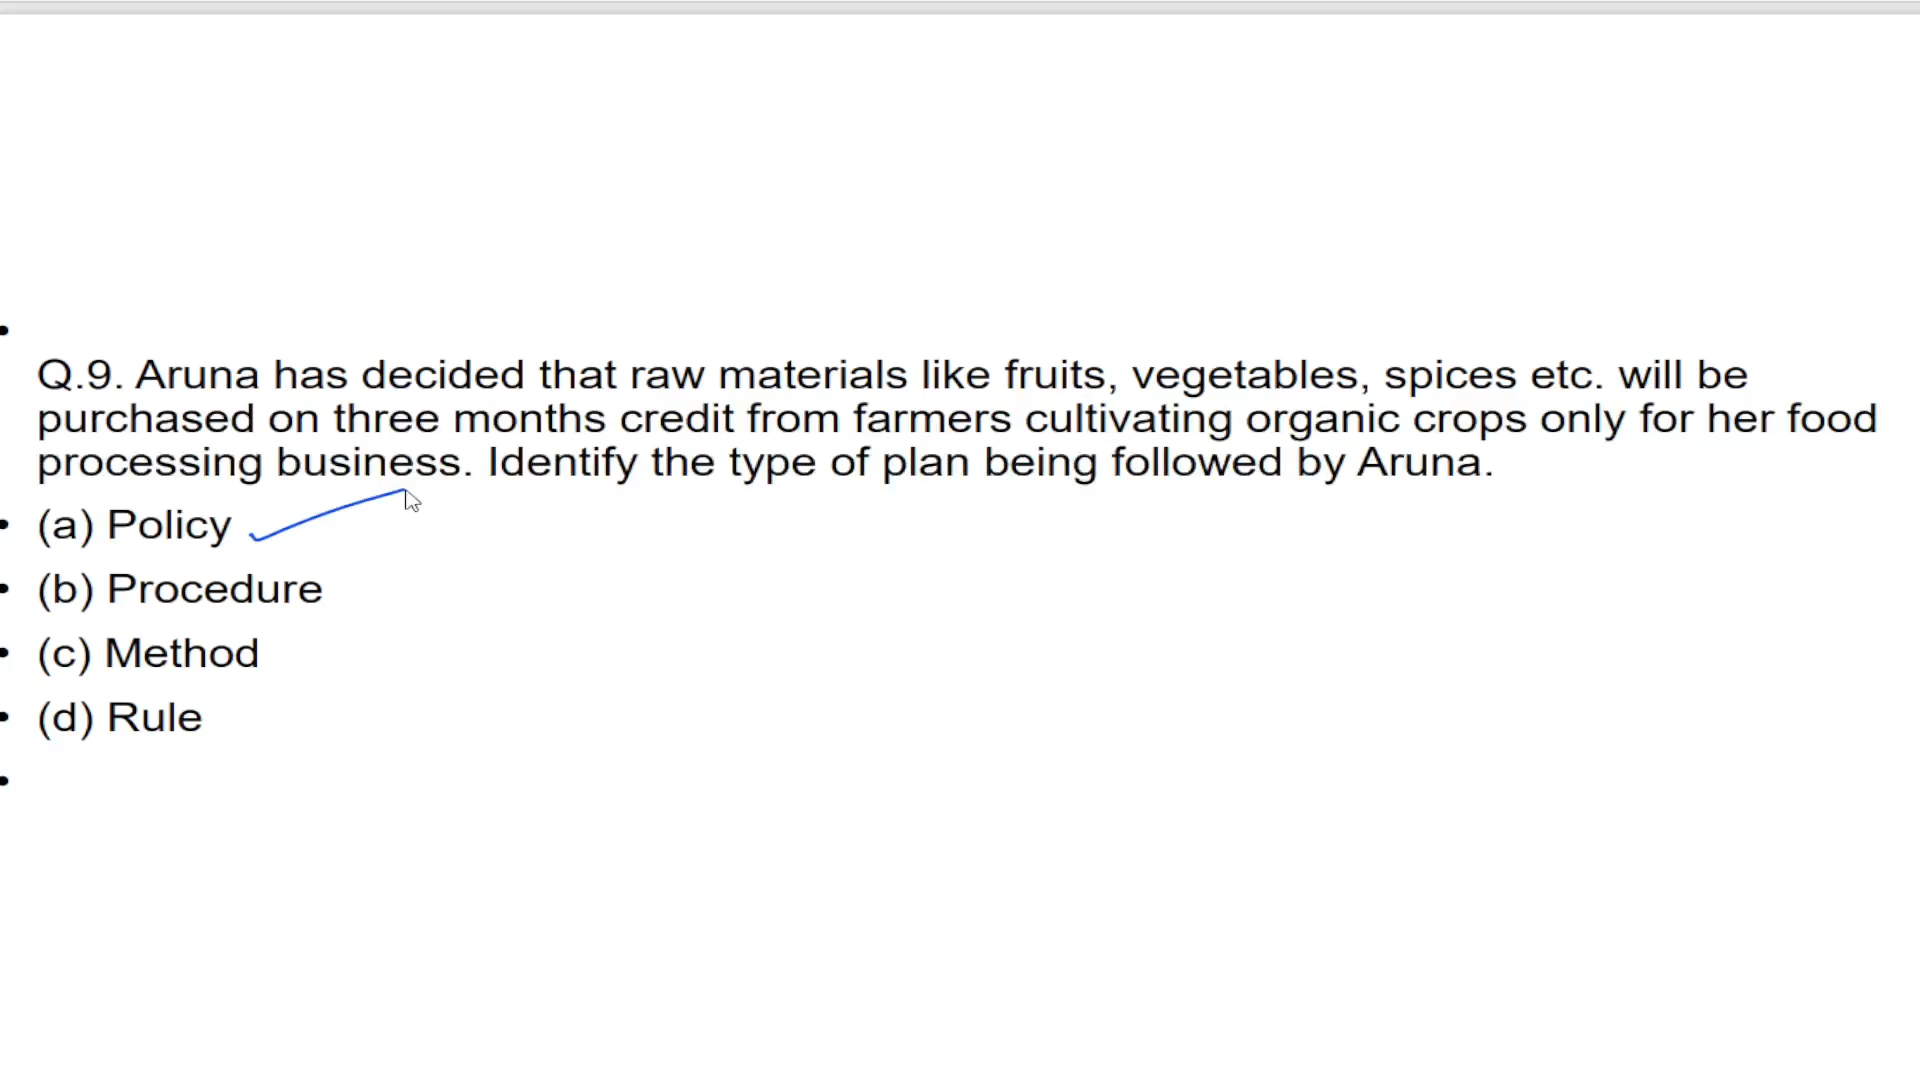 Q.9. Aruna has decided that raw materials like fruits, vegetables, spices etc. will be
purchased on three months credit from farmers cultivating organic crops only for her food
processing business. Identify the type of plan being followed by Aruna.
• (a) Policy
• (b) Procedure
• (c) Method
• (d) Rule